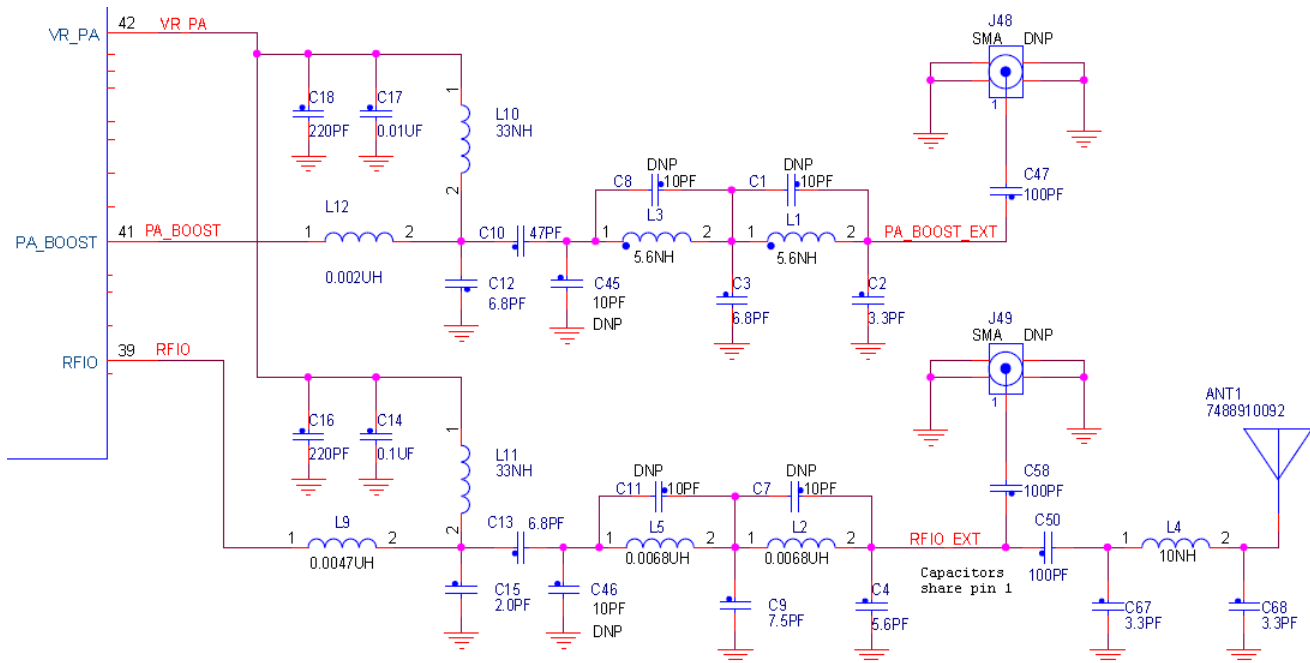 VR_PA
42
VR_PA
C18
220PF
C17
0.01UF
1
L10
33NH
2
J48
SMA
DNP
1
C47
100PF
DNP
C8
10PF
L3
DNP
C1
10PF
L1
PA_BOOST
41
PA_BOOST
L12
1
2
0.002UH
C10
47PF
1
2
5.6NH
1
2
5.6NH
PA_BOOST_EXT
C12
6.8PF
C45
10PF
DNP
C3
6.8PF
C2
3.3PF
RFIO
39
RFIO
J49
SMA
DNP
1
C16
220PF
C14
0.1UF
1
L11
33NH
2
ANT1
7488910092
C58
100PF
DNP
C11
10PF
L5
DNP
C7
10PF
L2
L9
1
2
0.0047UH
C13
6.8PF
1
2
0.0068UH
1
2
0.0068UH
RFIO_EXT
C50
100PF
L4
1
2
10NH
Capacitors
share pin 1
C15
2.0PF
C46
10PF
DNP
C9
7.5PF
C4
5.6PF
C67
3.3PF
C68
3.3PF